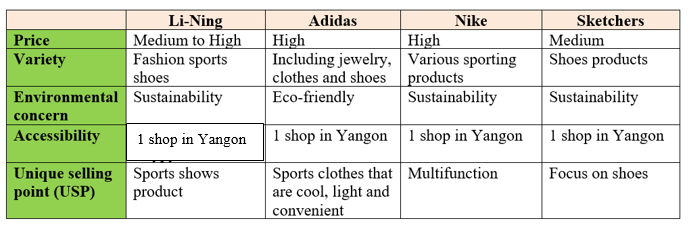 Li-Ning Adidas Nike Sketchers
Price Medium to High High High Medium
Variety Fashion sports Including jewelry, Various sporting Shoes products
shoes clothes and shoes products
Environmental Sustainability Eco-friendly Sustainability Sustainability
concern
Accessibility 1 shop in Yangon 1 shop in Yangon 1 shop in Yangon 1 shop in Yangon
Unique selling Sports shows Sports clothes that Multifunction Focus on shoes
point (USP) product are cool, light and
convenient